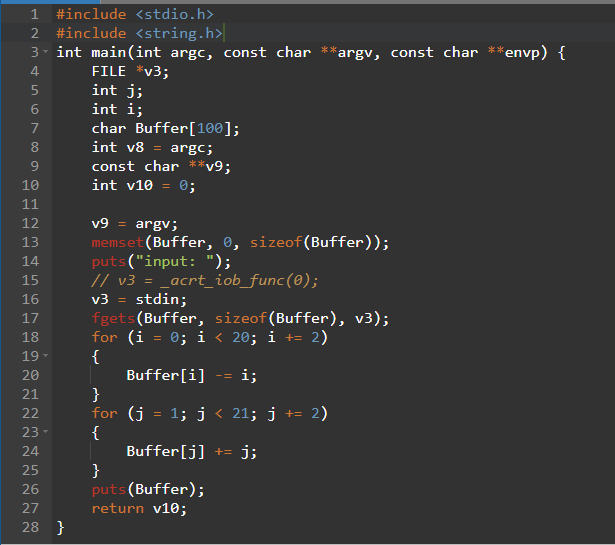 1 #include <stdio.h>
2 #include <string.h>
3 int main(int argc, const char **argv, const char **envp) {
4     FILE *v3;
5     int j;
6     int i;
7     char Buffer[100];
8     int v8 = argc;
9     const char **v9;
10     int v10 = 0;
11
12     v9 = argv;
13     memset(Buffer, 0, sizeof(Buffer));
14     puts("input: ");
15     // v3 = _acrt_iob_func(0);
16     v3 = stdin;
17     fgets(Buffer, sizeof(Buffer), v3);
18     for (i = 0; i < 20; i += 2)
19     {
20         Buffer[i] -= i;
21     }
22     for (j = 1; j < 21; j += 2)
23     {
24         Buffer[j] += j;
25     }
26     puts(Buffer);
27     return v10;
28 }